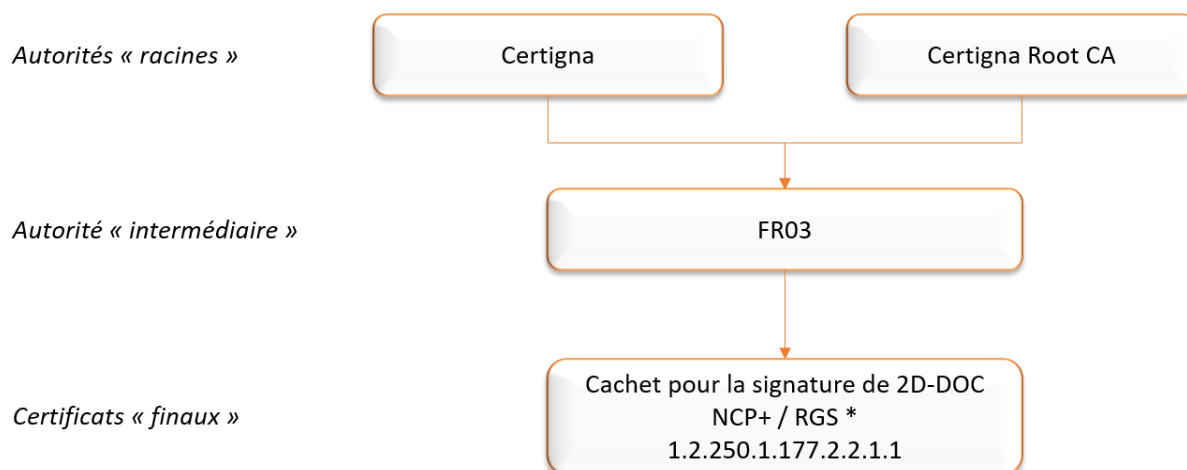 Autorités « racines »
Certigna
Certigna Root CA
Autorité « intermédiaire »
FR03
Certificats « finaux »
Cachet pour la signature de 2D-DOC
NCP+ / RGS *
1.2.250.1.177.2.2.1.1